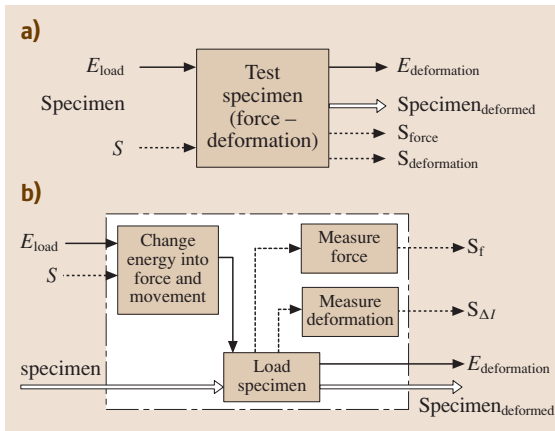 a)
E_load
Test
specimen
(force –
deformation)
E_deformation
Specimen
Specimen_deformed
S
S_force
S_deformation
b)
E_load
S
Change
energy into
force and
movement
Measure
force
S_f
Measure
deformation
S_Δl
specimen
Load
specimen
E_deformation
Specimen_deformed